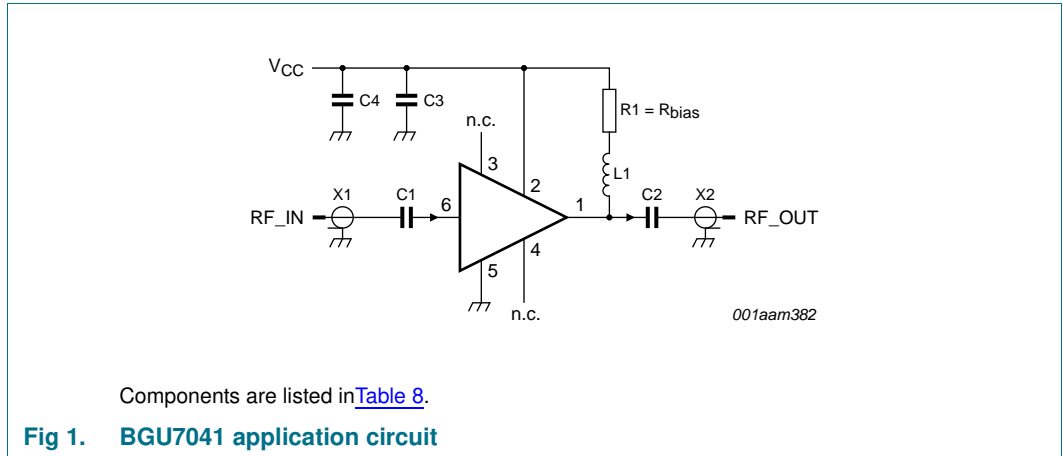 VCC
C4
C3
R1 = Rbias
n.c.
3
2
L1
X1
C1
C2
X2
RF_IN
6
1
RF_OUT
4
5
n.c.
001aam382
Components are listed inTable 8.
Fig 1. BGU7041 application circuit